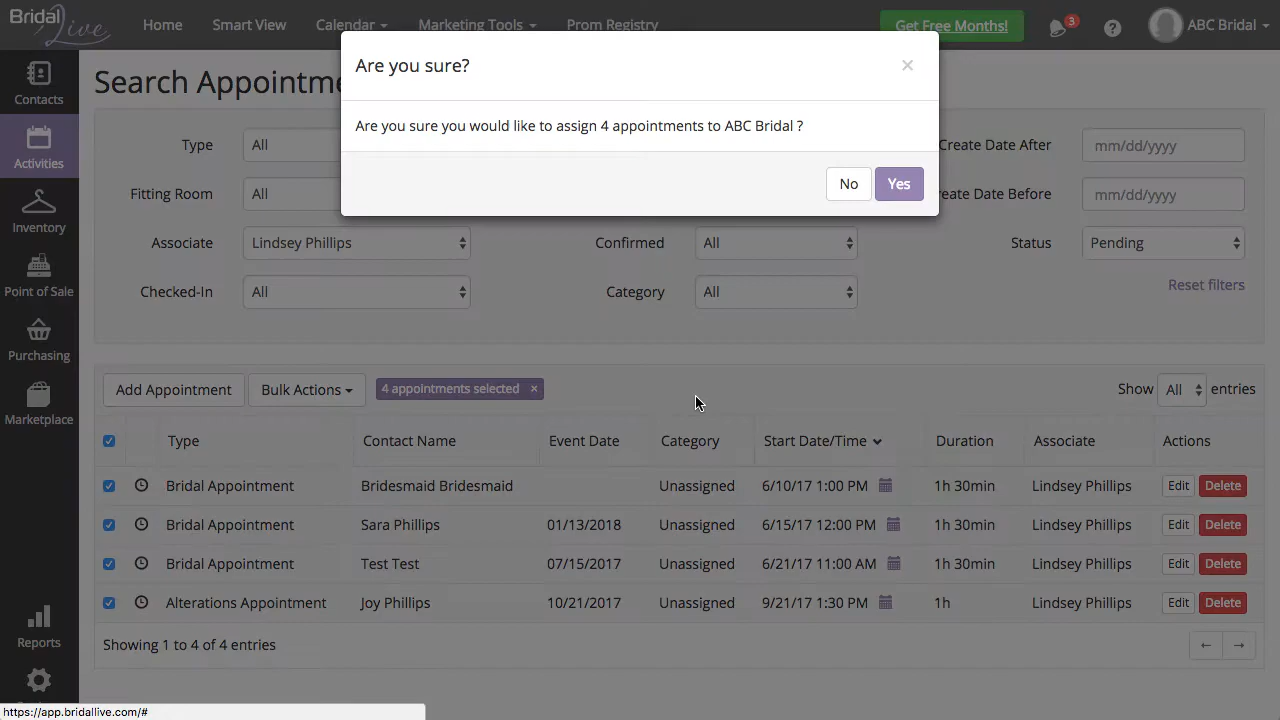 Bridal Live
Home Smart View Calendar Marketing Tools Prom Registry Get Free Months! 3 ABC Bridal
Contacts
Activities
Inventory
Point of Sale
Purchasing
Marketplace
Reports
Search Appointme
Are you sure? ×
Are you sure you would like to assign 4 appointments to ABC Bridal ?
No Yes
Type All Create Date After mm/dd/yyyy
Fitting Room All reate Date Before mm/dd/yyyy
Associate Lindsey Phillips Confirmed All Status Pending
Checked-In All Category All Reset filters
Add Appointment Bulk Actions 4 appointments selected × Show All entries
Type Contact Name Event Date Category Start Date/Time Duration Associate Actions
Bridal Appointment Bridesmaid Bridesmaid Unassigned 6/10/17 1:00 PM 1h 30min Lindsey Phillips Edit Delete
Bridal Appointment Sara Phillips 01/13/2018 Unassigned 6/15/17 12:00 PM 1h 30min Lindsey Phillips Edit Delete
Bridal Appointment Test Test 07/15/2017 Unassigned 6/21/17 11:00 AM 1h 30min Lindsey Phillips Edit Delete
Alterations Appointment Joy Phillips 10/21/2017 Unassigned 9/21/17 1:30 PM 1h Lindsey Phillips Edit Delete
Showing 1 to 4 of 4 entries ← →
https://app.bridallive.com/#